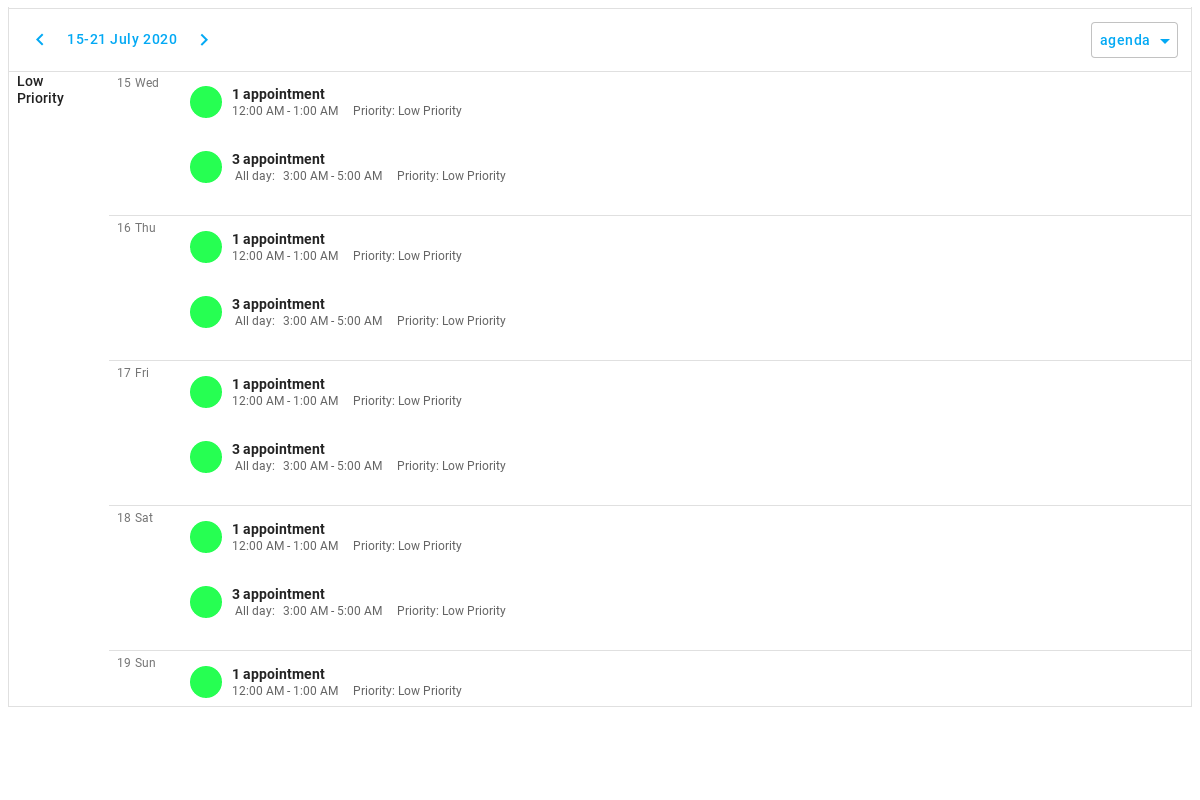 15-21 July 2020
agenda
Low
Priority
15 Wed
1 appointment
12:00 AM - 1:00 AM Priority: Low Priority
3 appointment
All day: 3:00 AM - 5:00 AM Priority: Low Priority
16 Thu
1 appointment
12:00 AM - 1:00 AM Priority: Low Priority
3 appointment
All day: 3:00 AM - 5:00 AM Priority: Low Priority
17 Fri
1 appointment
12:00 AM - 1:00 AM Priority: Low Priority
3 appointment
All day: 3:00 AM - 5:00 AM Priority: Low Priority
18 Sat
1 appointment
12:00 AM - 1:00 AM Priority: Low Priority
3 appointment
All day: 3:00 AM - 5:00 AM Priority: Low Priority
19 Sun
1 appointment
12:00 AM - 1:00 AM Priority: Low Priority